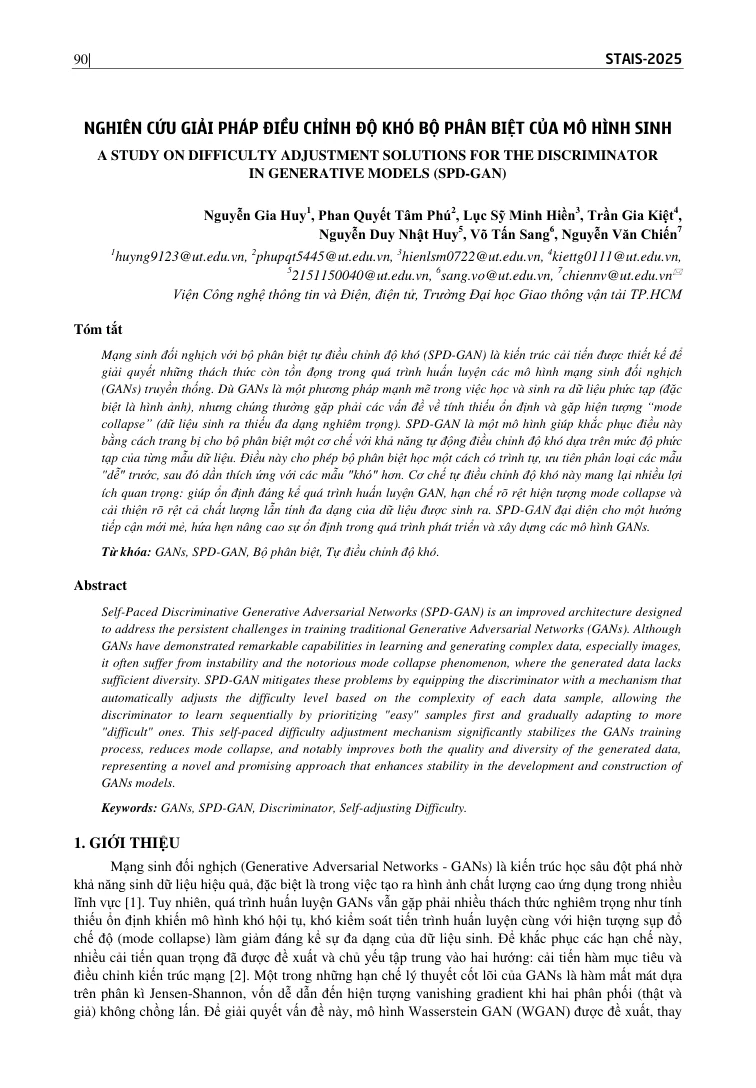 90|
STAIS-2025
NGHIÊN CỨU GIẢI PHÁP ĐIỀU CHỈNH ĐỘ KHÓ BỘ PHÂN BIỆT CỦA MÔ HÌNH SINH
A STUDY ON DIFFICULTY ADJUSTMENT SOLUTIONS FOR THE DISCRIMINATOR
IN GENERATIVE MODELS (SPD-GAN)
Nguyễn Gia Huy1, Phan Quyết Tâm Phú2, Lục Sỹ Minh Hiền3, Trần Gia Kiệt4,
Nguyễn Duy Nhật Huy5, Võ Tấn Sang6, Nguyễn Văn Chiến7
1huyng9123@ut.edu.vn, 2phupqt5445@ut.edu.vn, 3hienlsm0722@ut.edu.vn, 4kiettg0111@ut.edu.vn,
52151150040@ut.edu.vn, 6sang.vo@ut.edu.vn, 7chiennv@ut.edu.vn✉
Viện Công nghệ thông tin và Điện, điện tử, Trường Đại học Giao thông vận tải TP.HCM
Tóm tắt
Mạng sinh đối nghịch với bộ phân biệt tự điều chỉnh độ khó (SPD-GAN) là kiến trúc cải tiến được thiết kế để
giải quyết những thách thức còn tồn đọng trong quá trình huấn luyện các mô hình mạng sinh đối nghịch
(GANs) truyền thống. Dù GANs là một phương pháp mạnh mẽ trong việc học và sinh ra dữ liệu phức tạp (đặc
biệt là hình ảnh), nhưng chúng thường gặp phải các vấn đề về tính thiếu ổn định và gặp hiện tượng “mode
collapse” (dữ liệu sinh ra thiếu đa dạng nghiêm trọng). SPD-GAN là một mô hình giúp khắc phục điều này
bằng cách trang bị cho bộ phân biệt một cơ chế với khả năng tự động điều chỉnh độ khó dựa trên mức độ phức
tạp của từng mẫu dữ liệu. Điều này cho phép bộ phân biệt học một cách có trình tự, ưu tiên phân loại các mẫu
"dễ" trước, sau đó dần thích ứng với các mẫu "khó" hơn. Cơ chế tự điều chỉnh độ khó này mang lại nhiều lợi
ích quan trọng: giúp ổn định đáng kể quá trình huấn luyện GAN, hạn chế rõ rệt hiện tượng mode collapse và
cải thiện rõ rệt cả chất lượng lẫn tính đa dạng của dữ liệu được sinh ra. SPD-GAN đại diện cho một hướng
tiếp cận mới mẻ, hứa hẹn nâng cao sự ổn định trong quá trình phát triển và xây dựng các mô hình GANs.
Từ khóa: GANs, SPD-GAN, Bộ phân biệt, Tự điều chỉnh độ khó.
Abstract
Self-Paced Discriminative Generative Adversarial Networks (SPD-GAN) is an improved architecture designed
to address the persistent challenges in training traditional Generative Adversarial Networks (GANs). Although
GANs have demonstrated remarkable capabilities in learning and generating complex data, especially images,
it often suffer from instability and the notorious mode collapse phenomenon, where the generated data lacks
sufficient diversity. SPD-GAN mitigates these problems by equipping the discriminator with a mechanism that
automatically adjusts the difficulty level based on the complexity of each data sample, allowing the
discriminator to learn sequentially by prioritizing "easy" samples first and gradually adapting to more
"difficult" ones. This self-paced difficulty adjustment mechanism significantly stabilizes the GANs training
process, reduces mode collapse, and notably improves both the quality and diversity of the generated data,
representing a novel and promising approach that enhances stability in the development and construction of
GANs models.
Keywords: GANs, SPD-GAN, Discriminator, Self-adjusting Difficulty.
1. GIỚI THIỆU
Mạng sinh đối nghịch (Generative Adversarial Networks - GANs) là kiến trúc học sâu đột phá nhờ
khả năng sinh dữ liệu hiệu quả, đặc biệt là trong việc tạo ra hình ảnh chất lượng cao ứng dụng trong nhiều
lĩnh vực [1]. Tuy nhiên, quá trình huấn luyện GANs vẫn gặp phải nhiều thách thức nghiêm trọng như tính
thiếu ổn định khiến mô hình khó hội tụ, khó kiểm soát tiến trình huấn luyện cùng với hiện tượng sụp đổ
chế độ (mode collapse) làm giảm đáng kể sự đa dạng của dữ liệu sinh. Để khắc phục các hạn chế này,
nhiều cải tiến quan trọng đã được đề xuất và chủ yếu tập trung vào hai hướng: cải tiến hàm mục tiêu và
điều chỉnh kiến trúc mạng [2]. Một trong những hạn chế lý thuyết cốt lõi của GANs là hàm mất mát dựa
trên phân kì Jensen-Shannon, vốn dễ dẫn đến hiện tượng vanishing gradient khi hai phân phối (thật và
giả) không chồng lấn. Để giải quyết vấn đề này, mô hình Wasserstein GAN (WGAN) được đề xuất, thay